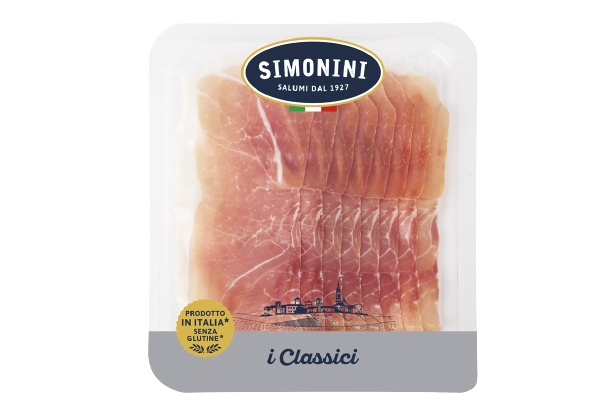 SIMONINI
SALUMI DAL 1927
PRODOTTO
IN ITALIA*
SENZA
GLUTINE*
i Classici